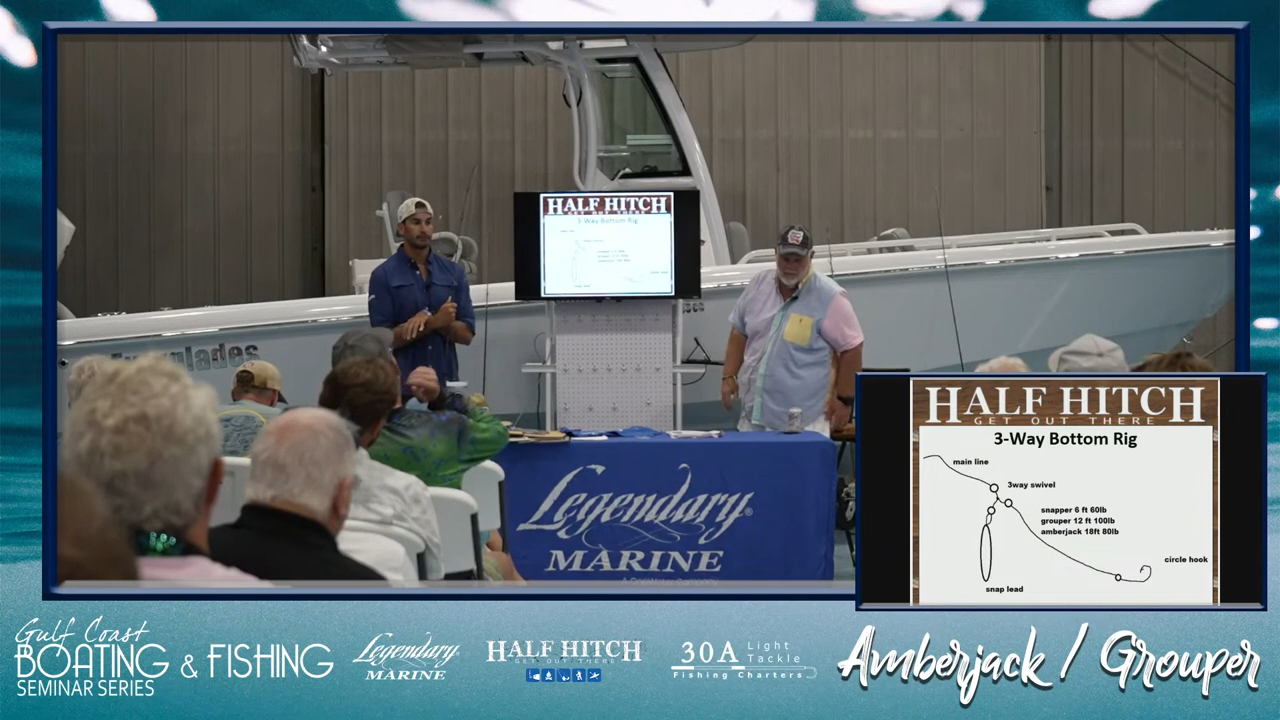 HALF HITCH
GET OUT THERE
3-Way Bottom Rig
Everglades
Legendary®
MARINE
HALF HITCH
GET OUT THERE
3-Way Bottom Rig
main line
3way swivel
snapper 6 ft 60lb
grouper 12 ft 100lb
amberjack 18ft 80lb
circle hook
snap lead
Gulf Coast
BOATING & FISHING
SEMINAR SERIES
Legendary
MARINE
HALF HITCH
GET OUT THERE
30A Light
Tackle
Fishing Charters
Amberjack / Grouper